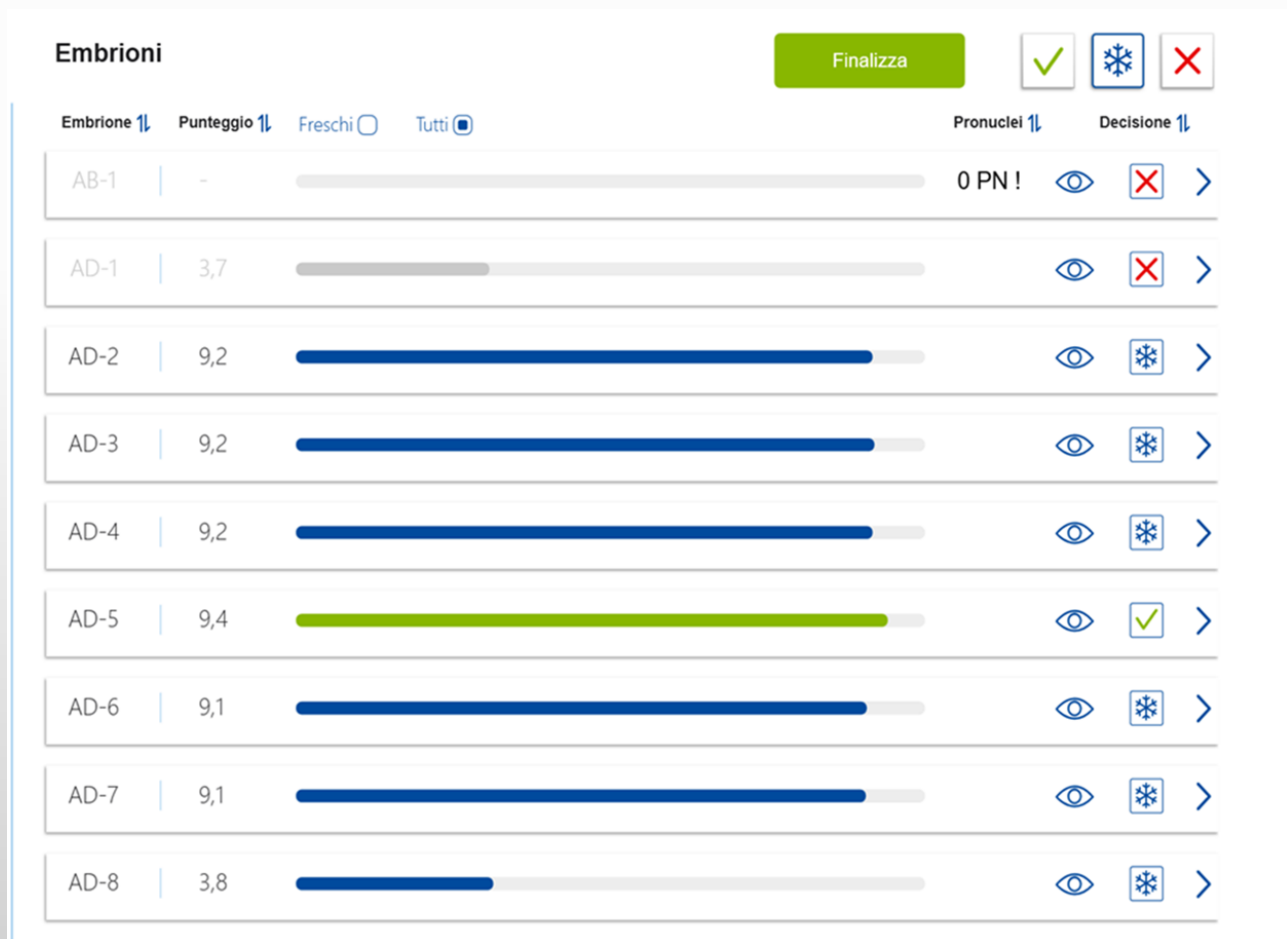 Embrioni
Finalizza
Embrione Punteggio Freschi Tutti Pronuclei Decisione
AB-1 - 0 PN !
AD-1 3,7
AD-2 9,2
AD-3 9,2
AD-4 9,2
AD-5 9,4
AD-6 9,1
AD-7 9,1
AD-8 3,8